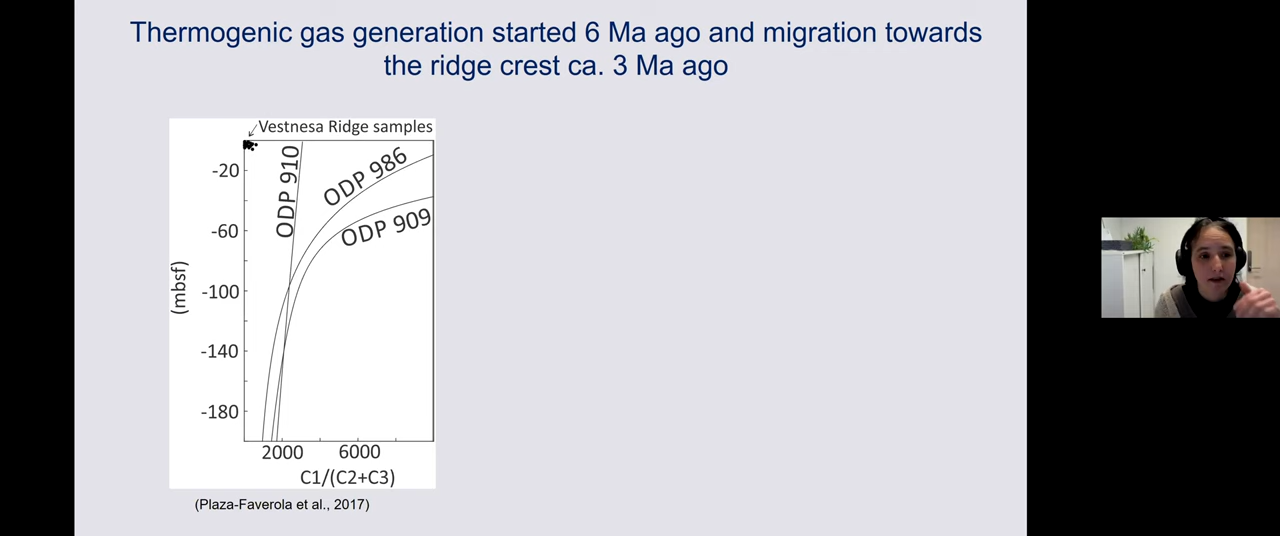 Thermogenic gas generation started 6 Ma ago and migration towards
the ridge crest ca. 3 Ma ago
Vestnesa Ridge samples
ODP 910
ODP 986
ODP 909
-20
-60
-100
-140
-180
(mbsf)
2000 6000
C1/(C2+C3)
(Plaza-Faverola et al., 2017)